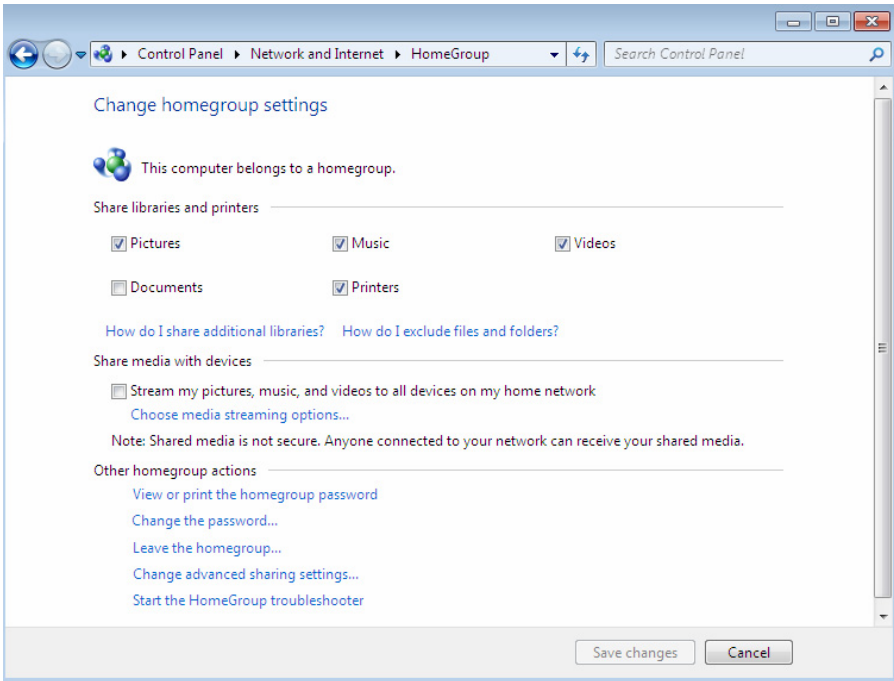 Control Panel Network and Internet HomeGroup Search Control Panel
Change homegroup settings
This computer belongs to a homegroup.
Share libraries and printers
Pictures Music Videos
Documents Printers
How do I share additional libraries? How do I exclude files and folders?
Share media with devices
Stream my pictures, music, and videos to all devices on my home network
Choose media streaming options...
Note: Shared media is not secure. Anyone connected to your network can receive your shared media.
Other homegroup actions
View or print the homegroup password
Change the password...
Leave the homegroup...
Change advanced sharing settings...
Start the HomeGroup troubleshooter
Save changes Cancel